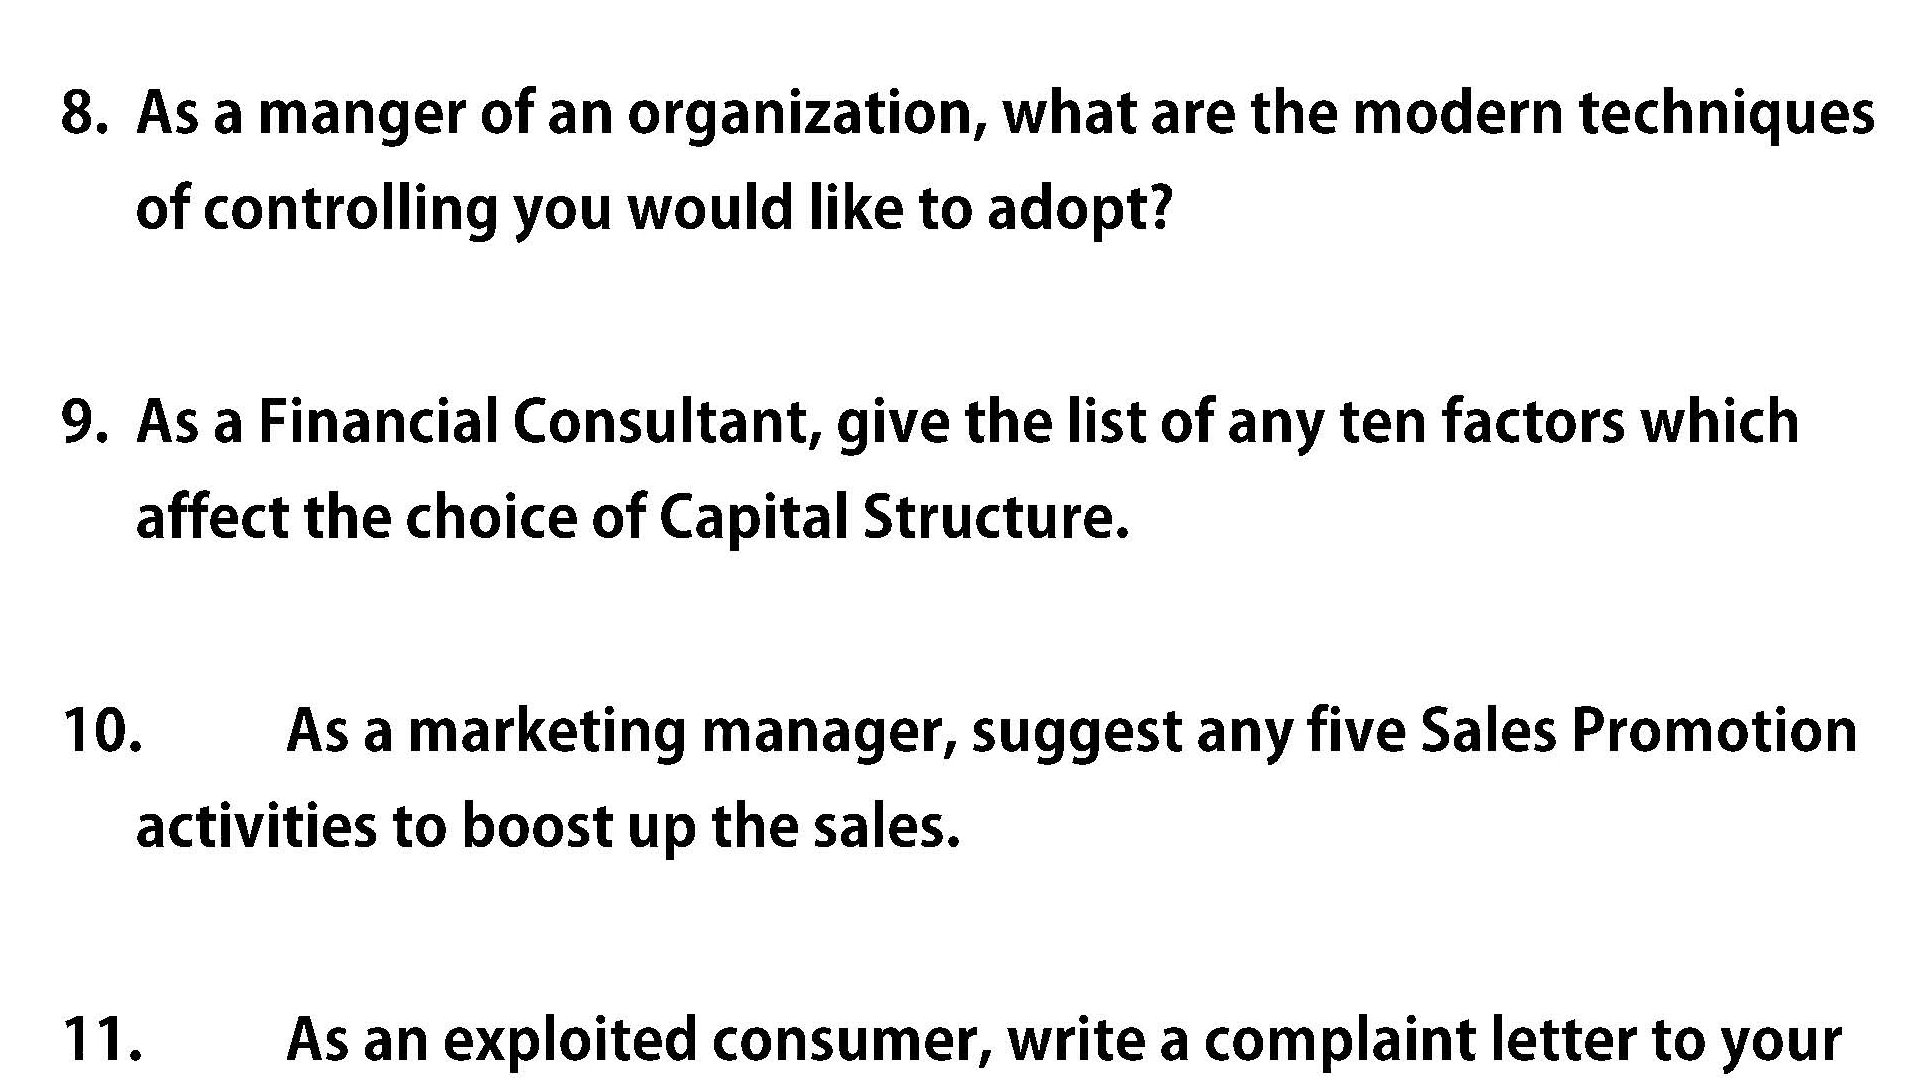 8. As a manger of an organization, what are the modern techniques
of controlling you would like to adopt?
9. As a Financial Consultant, give the list of any ten factors which
affect the choice of Capital Structure.
10. As a marketing manager, suggest any five Sales Promotion
activities to boost up the sales.
11. As an exploited consumer, write a complaint letter to your